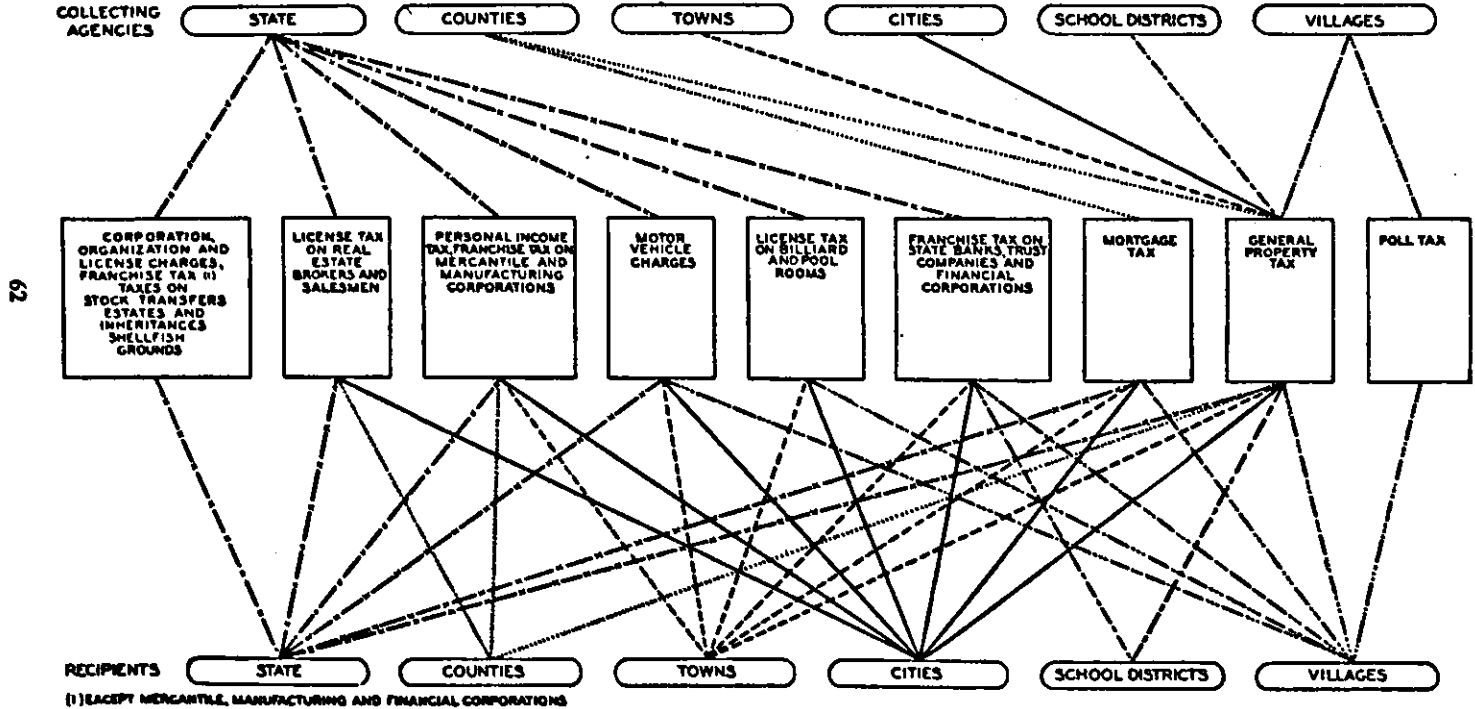 COLLECTING
AGENCIES
STATE
COUNTIES
TOWNS
CITIES
SCHOOL DISTRICTS
VILLAGES
62
CORPORATION,
ORGANIZATION AND
LICENSE CHARGES,
FRANCHISE TAX (1)
TAXES ON
STOCK TRANSFERS
ESTATES AND
INHERITANCES
SHELLFISH
GROUNDS
LICENSE TAX
ON REAL
ESTATE
BROKERS AND
SALESMEN
PERSONAL INCOME
TAX, FRANCHISE TAX ON
MERCANTILE AND
MANUFACTURING
CORPORATIONS
MOTOR
VEHICLE
CHARGES
LICENSE TAX
ON BILLIARD
AND POOL
ROOMS
FRANCHISE TAX ON
STATE BANKS, TRUST
COMPANIES AND
FINANCIAL
CORPORATIONS
MORTGAGE
TAX
GENERAL
PROPERTY
TAX
POLL TAX
RECIPIENTS
STATE
COUNTIES
TOWNS
CITIES
SCHOOL DISTRICTS
VILLAGES
(1) EXCEPT MERCANTILE, MANUFACTURING AND FINANCIAL CORPORATIONS